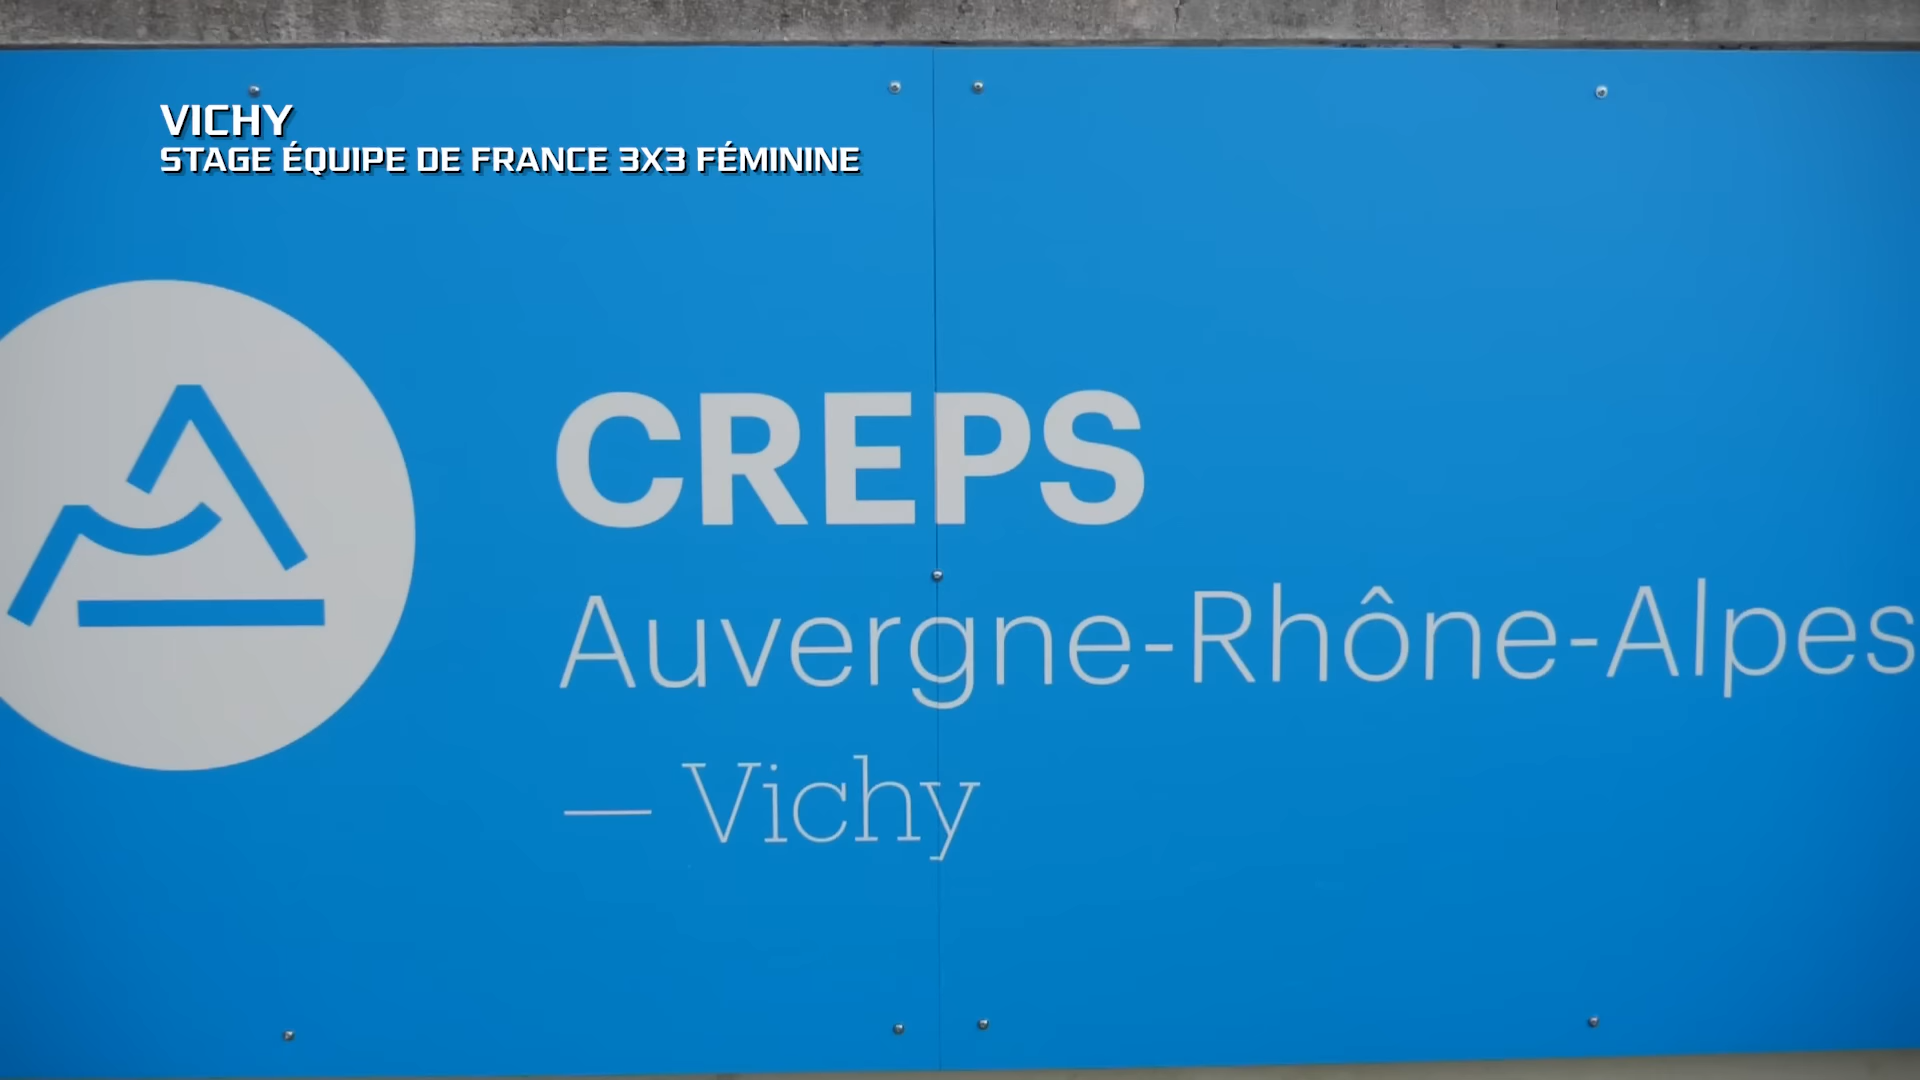 VICHY
STAGE ÉQUIPE DE FRANCE 3X3 FÉMININE
CREPS
Auvergne-Rhône-Alpes
— Vichy